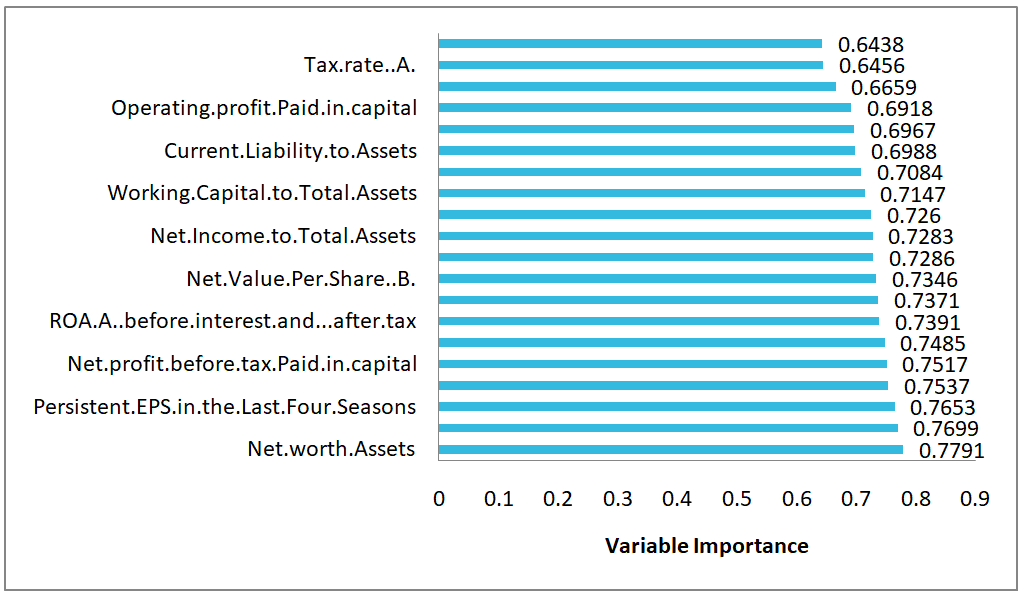 0.6438
Tax.rate..A. 0.6456
0.6659
Operating.profit.Paid.in.capital 0.6918
0.6967
Current.Liability.to.Assets 0.6988
0.7084
Working.Capital.to.Total.Assets 0.7147
0.726
Net.Income.to.Total.Assets 0.7283
0.7286
Net.Value.Per.Share..B. 0.7346
0.7371
ROA.A..before.interest.and...after.tax 0.7391
0.7485
Net.profit.before.tax.Paid.in.capital 0.7517
0.7537
Persistent.EPS.in.the.Last.Four.Seasons 0.7653
0.7699
Net.worth.Assets 0.7791
0 0.1 0.2 0.3 0.4 0.5 0.6 0.7 0.8 0.9
Variable Importance